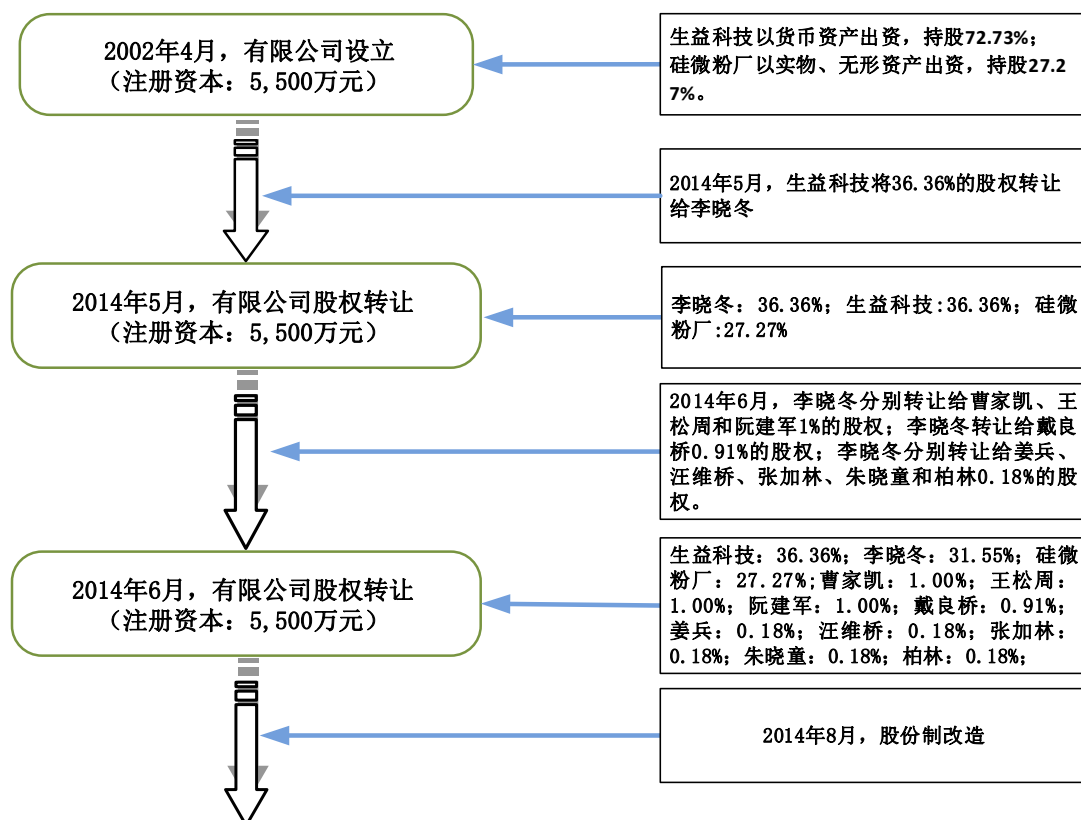 2002年4月，有限公司设立
（注册资本：5,500万元）
生益科技以货币资产出资，持股72.73%；
硅微粉厂以实物、无形资产出资，持股27.2
7%。
2014年5月，生益科技将36.36%的股权转让
给李晓冬
2014年5月，有限公司股权转让
（注册资本：5,500万元）
李晓冬：36.36%；生益科技:36.36%；硅微
粉厂:27.27%
2014年6月，李晓冬分别转让给曹家凯、王
松周和阮建军1%的股权；李晓冬转让给戴良
桥0.91%的股权；李晓冬分别转让给姜兵、
汪维桥、张加林、朱晓童和柏林0.18%的股
权。
2014年6月，有限公司股权转让
（注册资本：5,500万元）
生益科技：36.36%；李晓冬：31.55%；硅微
粉厂：27.27%;曹家凯：1.00%；王松周：
1.00%；阮建军：1.00%；戴良桥：0.91%；
姜兵：0.18%；汪维桥：0.18%；张加林：
0.18%；朱晓童：0.18%；柏林：0.18%；
2014年8月，股份制改造